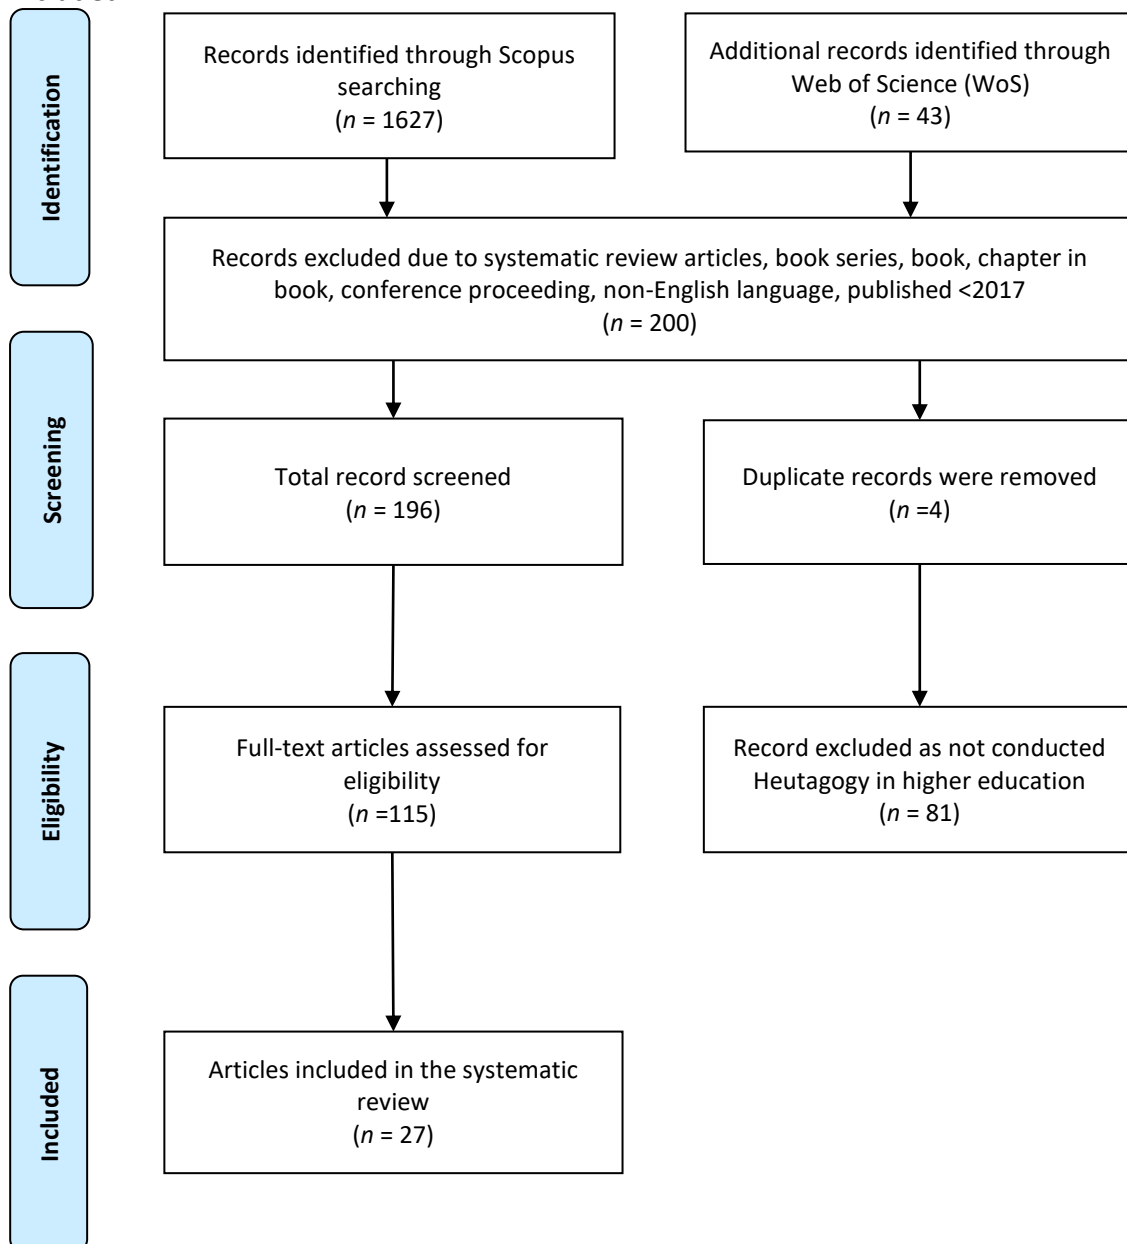 Identification
Records identified through Scopus
searching
(n = 1627)
Additional records identified through
Web of Science (WoS)
(n = 43)
Records excluded due to systematic review articles, book series, book, chapter in
book, conference proceeding, non-English language, published <2017
(n = 200)
Screening
Total record screened
(n = 196)
Duplicate records were removed
(n =4)
Eligibility
Full-text articles assessed for
eligibility
(n =115)
Record excluded as not conducted
Heutagogy in higher education
(n = 81)
Included
Articles included in the systematic
review
(n = 27)